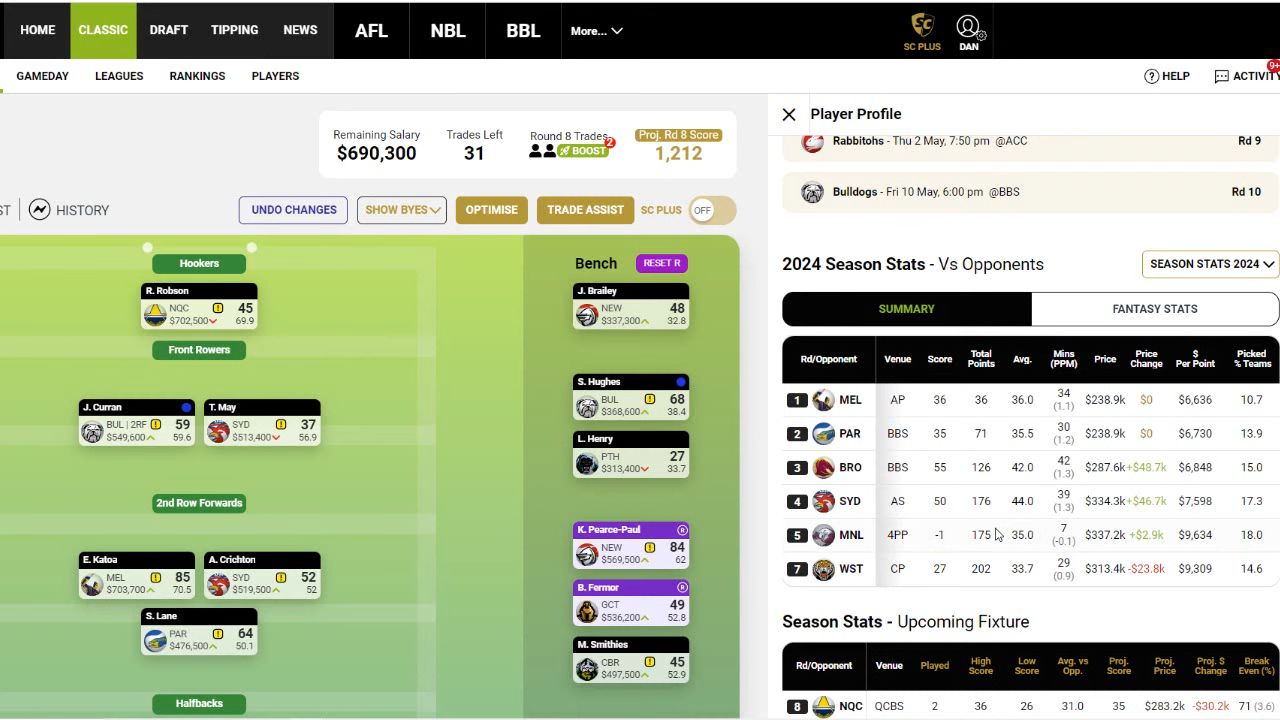 HOME CLASSIC DRAFT TIPPING NEWS AFL NBL BBL More... SC SC PLUS DAN
GAMEDAY LEAGUES RANKINGS PLAYERS ? HELP ACTIVITY 9+
Remaining Salary
$690,300
Trades Left
31
Round 8 Trades
2
BOOST
Proj. Rd 8 Score
1,212
ST HISTORY UNDO CHANGES SHOW BYES OPTIMISE TRADE ASSIST SC PLUS OFF
Hookers
R. Robson
NQC ! 45
$702,500 69.9
Front Rowers
J. Curran
BUL | 2RF ! 59
$549,600 59.6
T. May
SYD ! 37
$513,400 56.9
2nd Row Forwards
E. Katoa
MEL ! 85
$703,700 70.5
A. Crichton
SYD ! 52
$519,500 52
S. Lane
PAR ! 64
$476,500 50.1
Halfbacks
Bench RESET R
J. Brailey
NEW 48
$337,300 32.8
S. Hughes
BUL ! 68
$368,600 38.4
L. Henry
PTH 27
$313,400 33.7
K. Pearce-Paul R
NEW ! 84
$569,500 62
B. Fermor R
GCT 49
$536,200 52.8
M. Smithies
CBR ! 45
$497,500 52.9
Player Profile
Rabbitohs - Thu 2 May, 7:50 pm @ACC Rd 9
Bulldogs - Fri 10 May, 6:00 pm @BBS Rd 10
2024 Season Stats - Vs Opponents SEASON STATS 2024
SUMMARY FANTASY STATS
Rd/Opponent Venue Score Total Points Avg. Mins (PPM) Price Price Change $ Per Point Picked % Teams
1 MEL AP 36 36 36.0 34 (1.1) $238.9k $0 $6,636 10.7
2 PAR BBS 35 71 35.5 30 (1.2) $238.9k $0 $6,730 13.9
3 BRO BBS 55 126 42.0 42 (1.3) $287.6k +$48.7k $6,848 15.0
4 SYD AS 50 176 44.0 39 (1.3) $334.3k +$46.7k $7,598 17.3
5 MNL 4PP -1 175 35.0 7 (-0.1) $337.2k +$2.9k $9,634 18.0
7 WST CP 27 202 33.7 29 (0.9) $313.4k -$23.8k $9,309 14.6
Season Stats - Upcoming Fixture
Rd/Opponent Venue Played High Score Low Score Avg. vs Opp. Proj. Score Proj. Price Proj. $ Change Break Even (%)
8 NQC QCBS 2 36 26 31.0 35 $283.2k -$30.2k 71 (3.6)